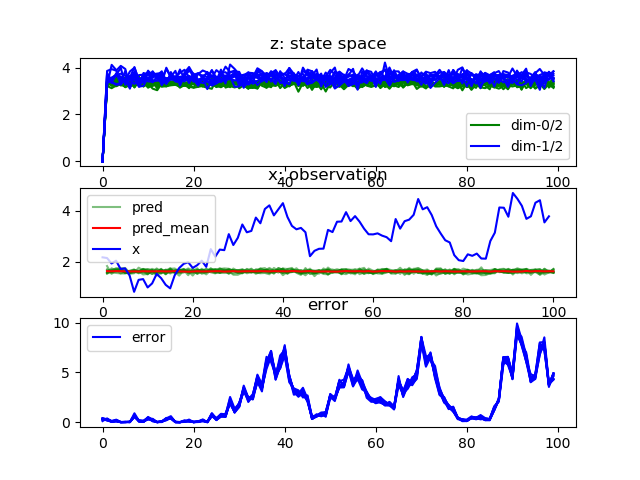 z: state space
4
2
0
dim-0/2
dim-1/2
0 20 40 60 80 100
x: observation
4
2
pred
pred_mean
x
0 20 40 60 80 100
error
10
5
0
error
0 20 40 60 80 100